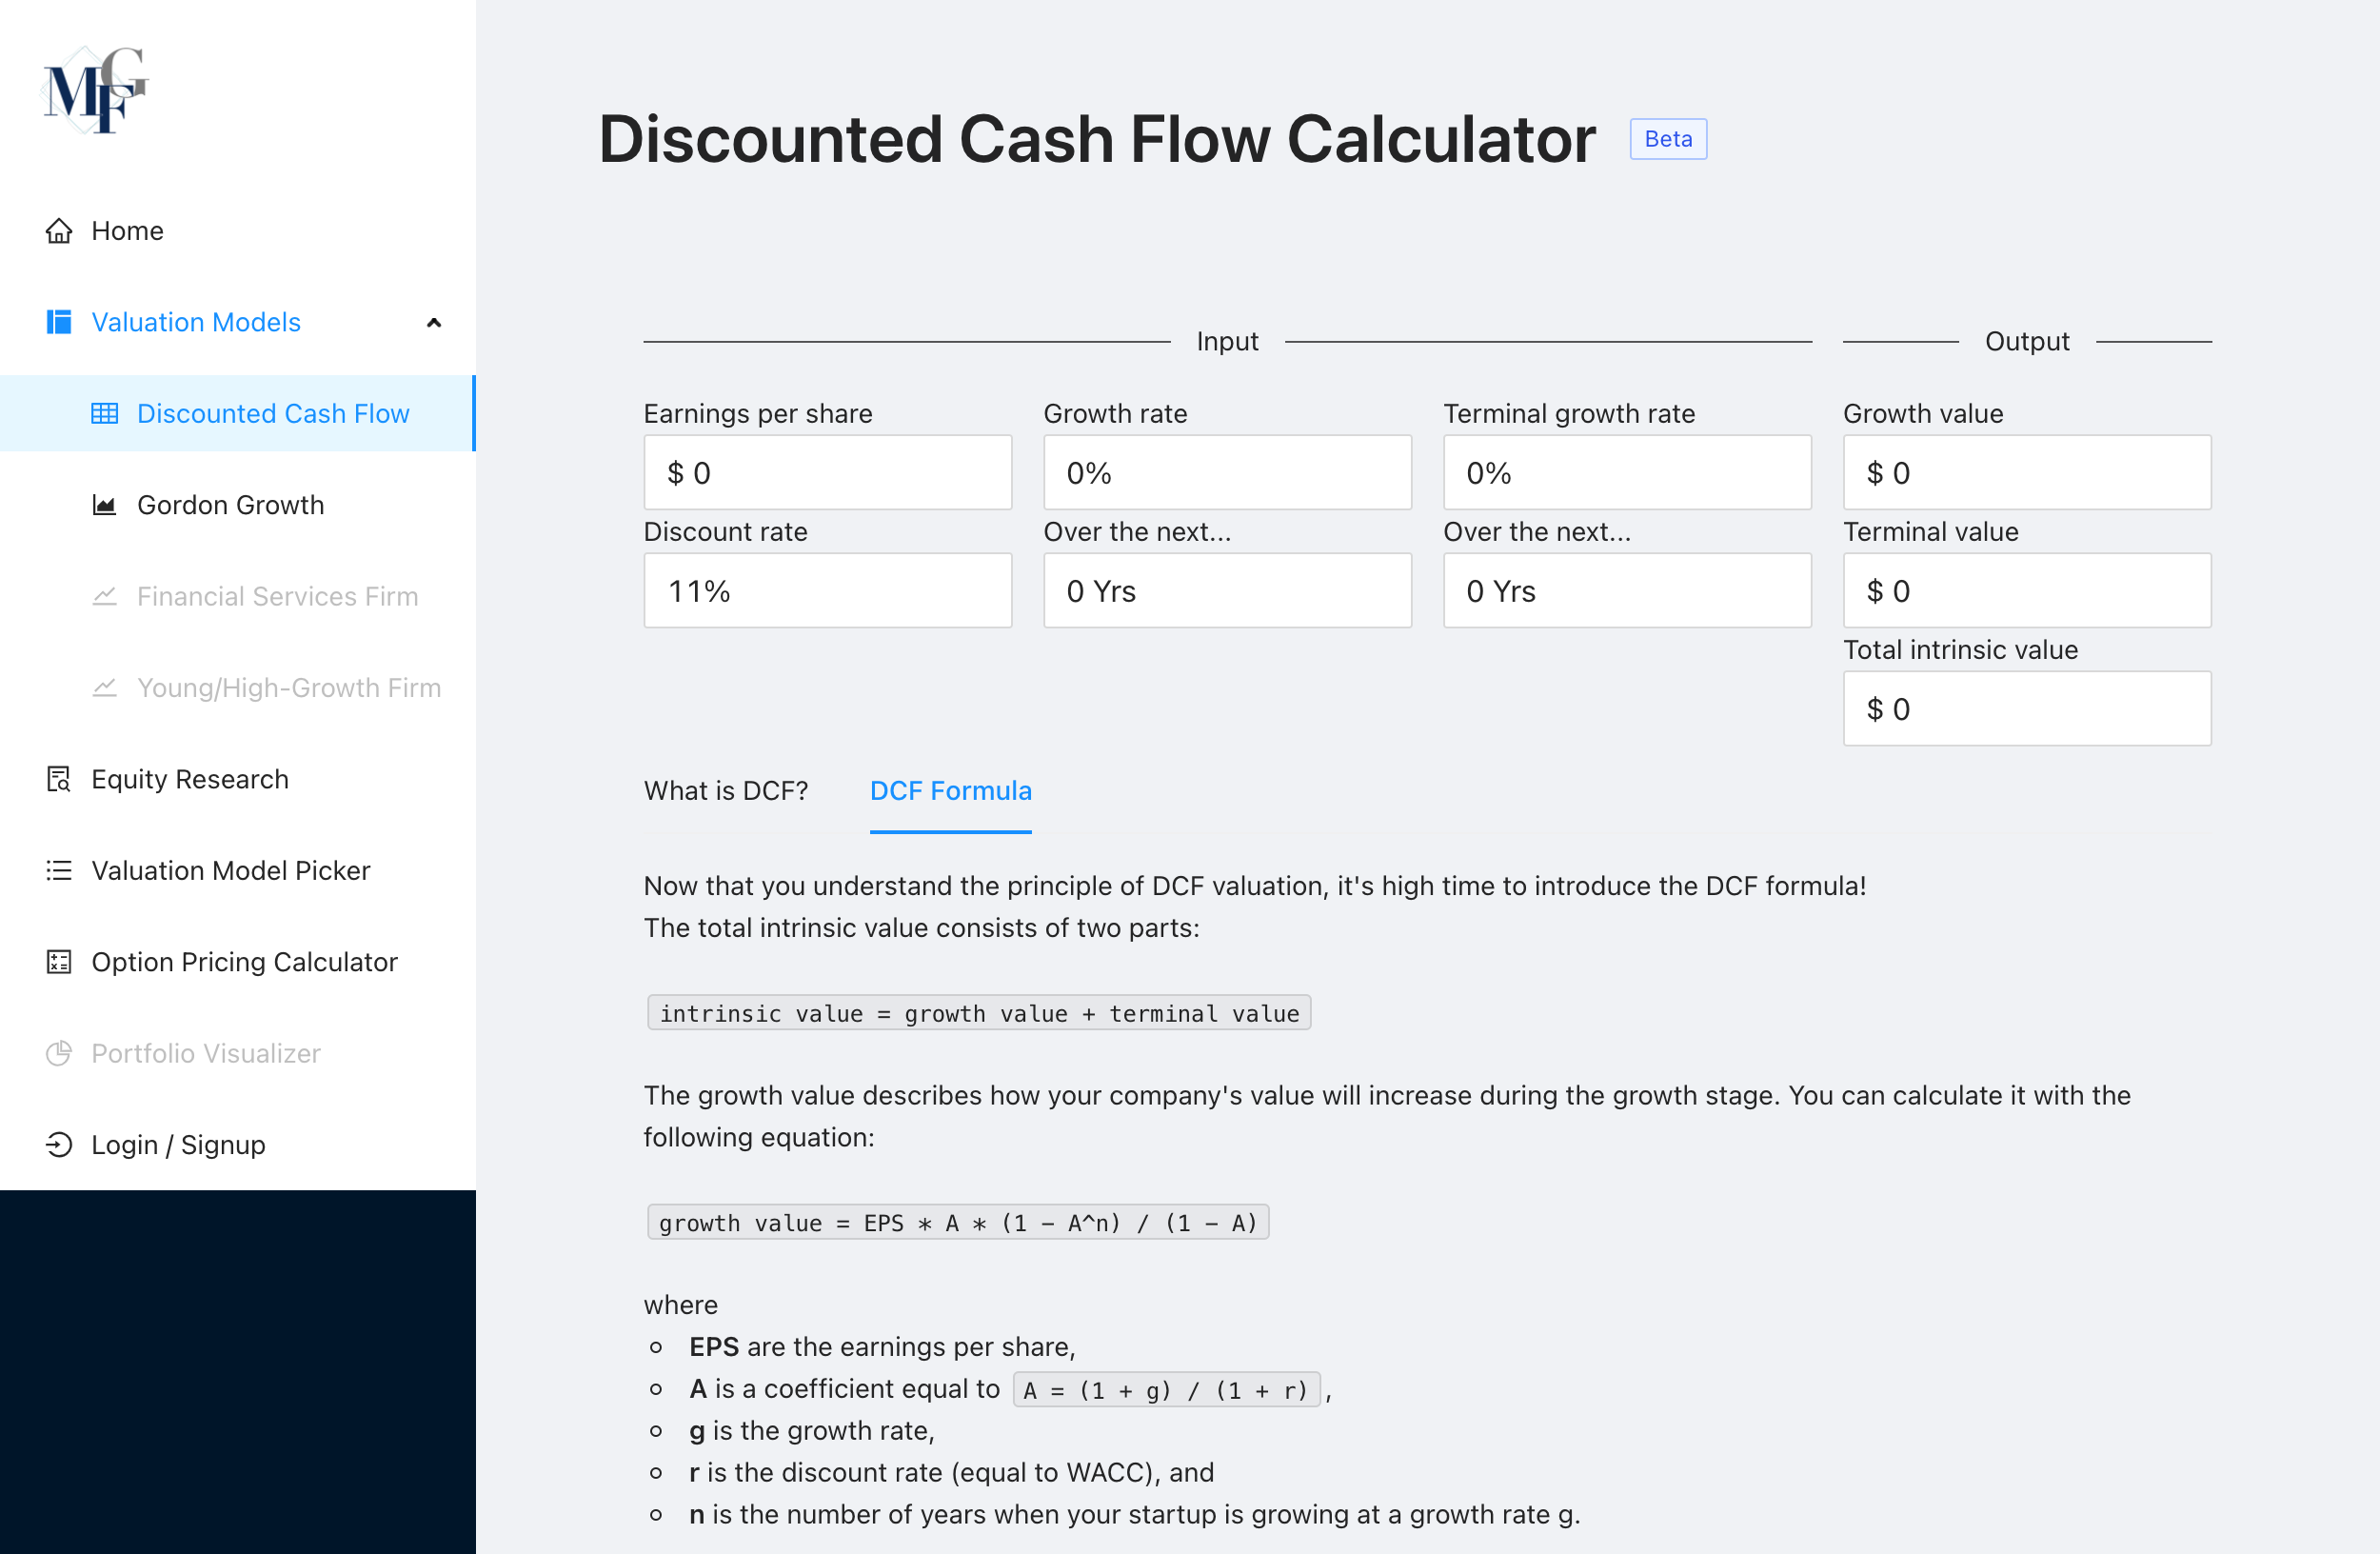 MGF
Home
Valuation Models
Discounted Cash Flow
Gordon Growth
Financial Services Firm
Young/High-Growth Firm
Equity Research
Valuation Model Picker
Option Pricing Calculator
Portfolio Visualizer
Login / Signup
Discounted Cash Flow Calculator Beta
Input Output
Earnings per share Growth rate Terminal growth rate Growth value
$ 0 0% 0% $ 0
Discount rate Over the next... Over the next... Terminal value
11% 0 Yrs 0 Yrs $ 0
Total intrinsic value
$ 0
What is DCF? DCF Formula
Now that you understand the principle of DCF valuation, it's high time to introduce the DCF formula!
The total intrinsic value consists of two parts:
intrinsic value = growth value + terminal value
The growth value describes how your company's value will increase during the growth stage. You can calculate it with the
following equation:
growth value = EPS * A * (1 – A^n) / (1 – A)
where
EPS are the earnings per share,
A is a coefficient equal to A = (1 + g) / (1 + r) ,
g is the growth rate,
r is the discount rate (equal to WACC), and
n is the number of years when your startup is growing at a growth rate g.